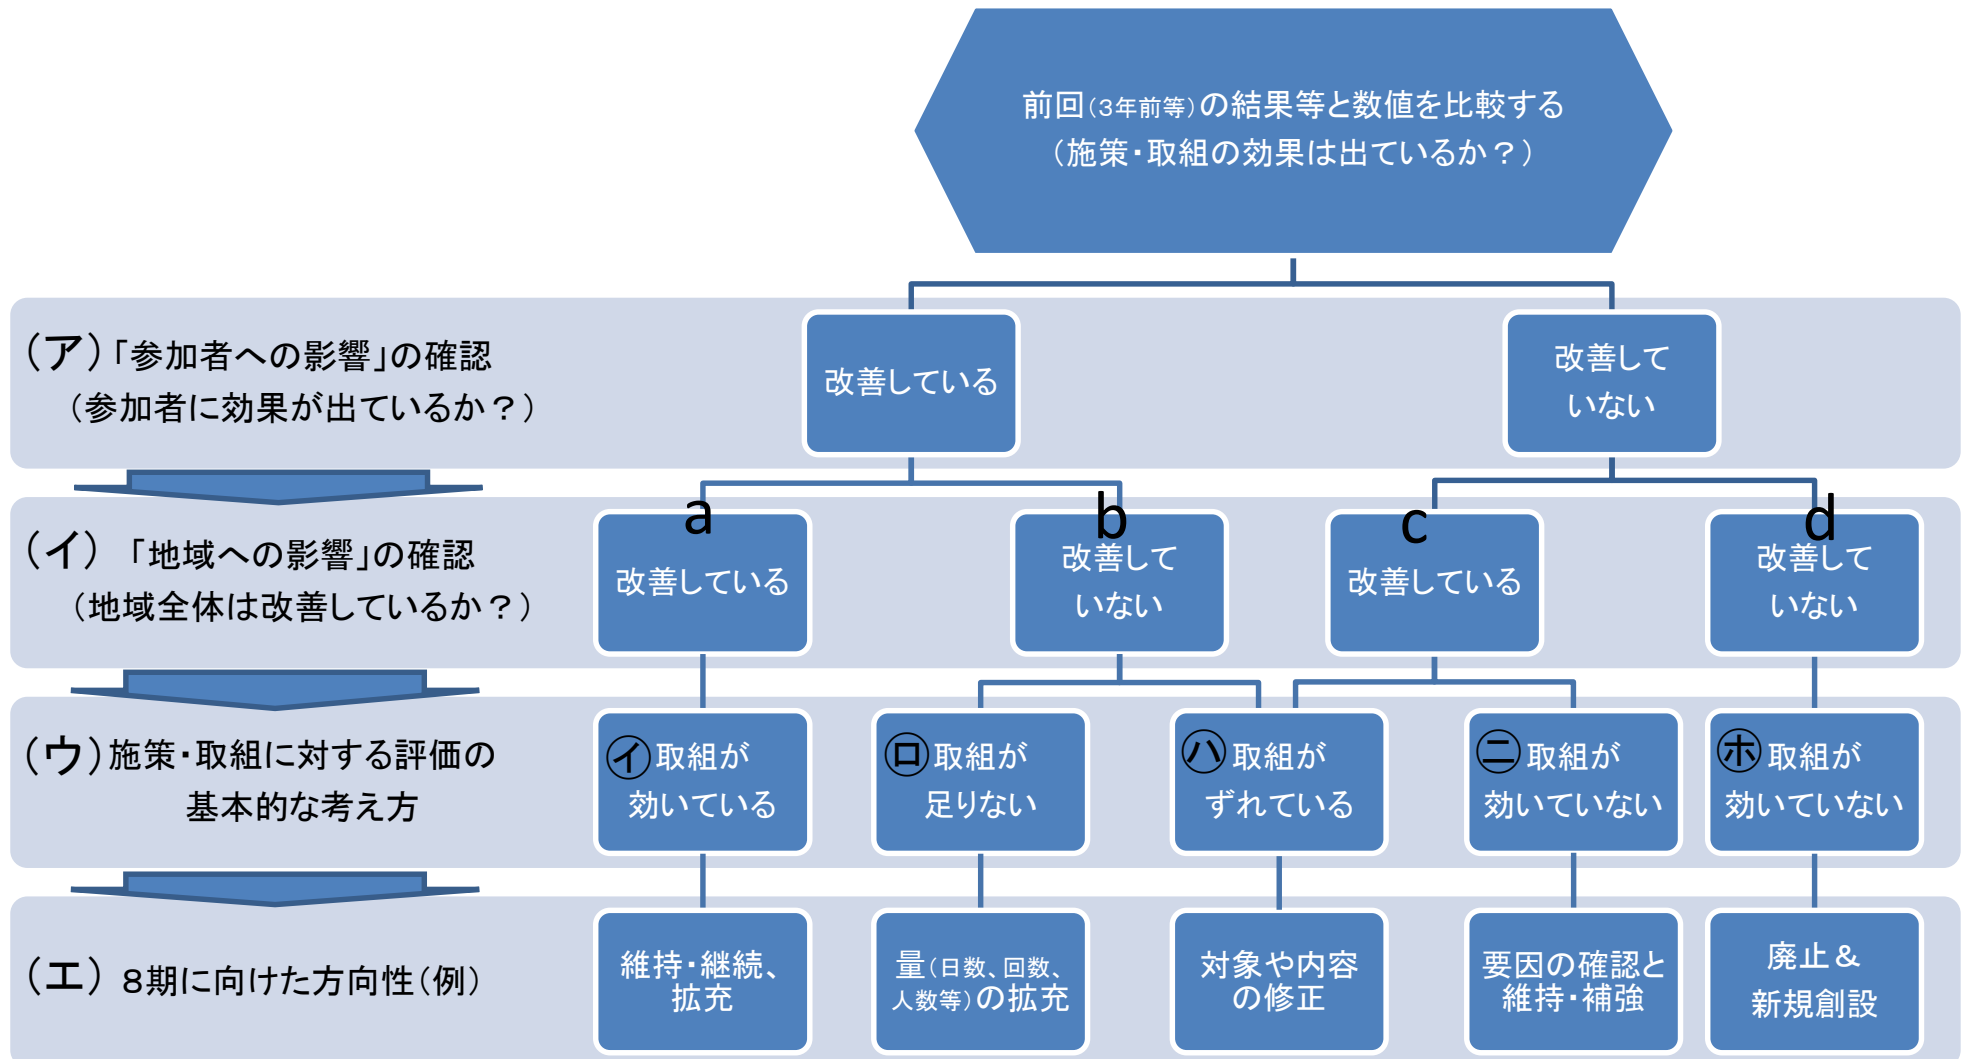 前回(3年前等)の結果等と数値を比較する
(施策・取組の効果は出ているか？)
(ア)「参加者への影響」の確認
(参加者に効果が出ているか？)
改善している
改善して
いない
(イ) 「地域への影響」の確認
(地域全体は改善しているか？)
a
改善している
b
改善して
いない
c
改善している
d
改善して
いない
(ウ)施策・取組に対する評価の
基本的な考え方
㋑取組が
効いている
㋺取組が
足りない
㋩取組が
ずれている
㋥取組が
効いていない
㋭取組が
効いていない
(エ) 8期に向けた方向性(例)
維持・継続、
拡充
量(日数、回数、
人数等)の拡充
対象や内容
の修正
要因の確認と
維持・補強
廃止＆
新規創設